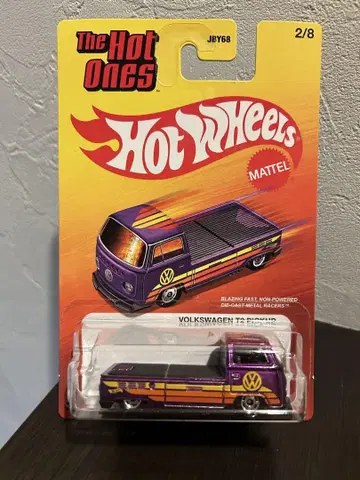 The Hot
Ones
JBY68
2/8
Hot Wheels
MATTEL
BLAZING FAST, NON-POWERED
DIE-CAST METAL RACERS™
VOLKSWAGEN T2 PICKUP